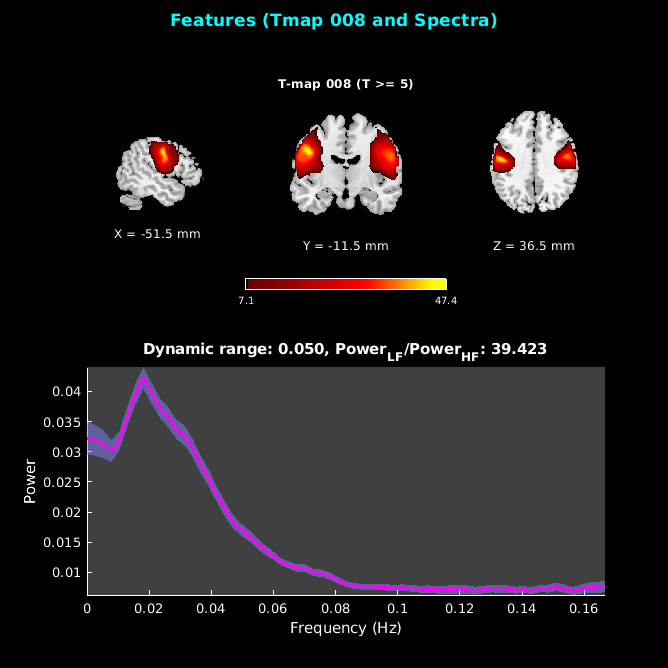 Features (Tmap 008 and Spectra)
T-map 008 (T >= 5)
X = -51.5 mm
Y = -11.5 mm
Z = 36.5 mm
7.1
47.4
Dynamic range: 0.050, Power_LF/Power_HF: 39.423
0.04
0.035
0.03
0.025
0.02
0.015
0.01
Power
0
0.02
0.04
0.06
0.08
0.1
0.12
0.14
0.16
Frequency (Hz)